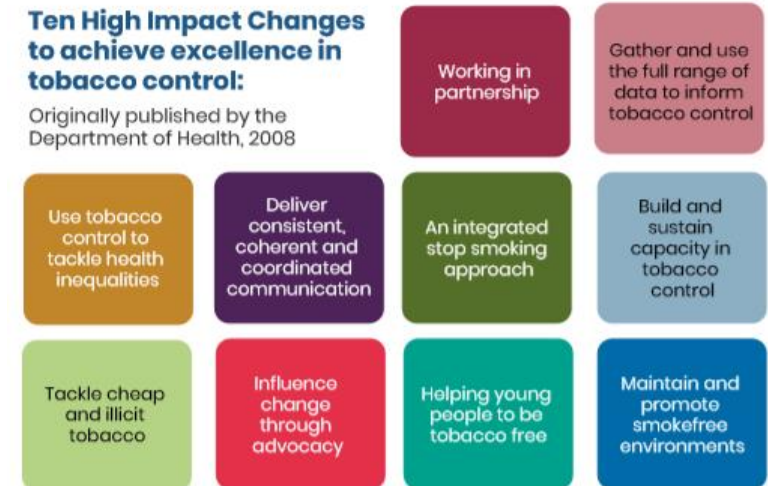 Ten High Impact Changes
to achieve excellence in
tobacco control:
Originally published by the
Department of Health, 2008
Working in
partnership
Gather and use
the full range of
data to inform
tobacco control
Use tobacco
control to
tackle health
inequalities
Deliver
consistent,
coherent and
coordinated
communication
An integrated
stop smoking
approach
Build and
sustain
capacity in
tobacco
control
Tackle cheap
and illicit
tobacco
Influence
change
through
advocacy
Helping young
people to be
tobacco free
Maintain and
promote
smokefree
environments